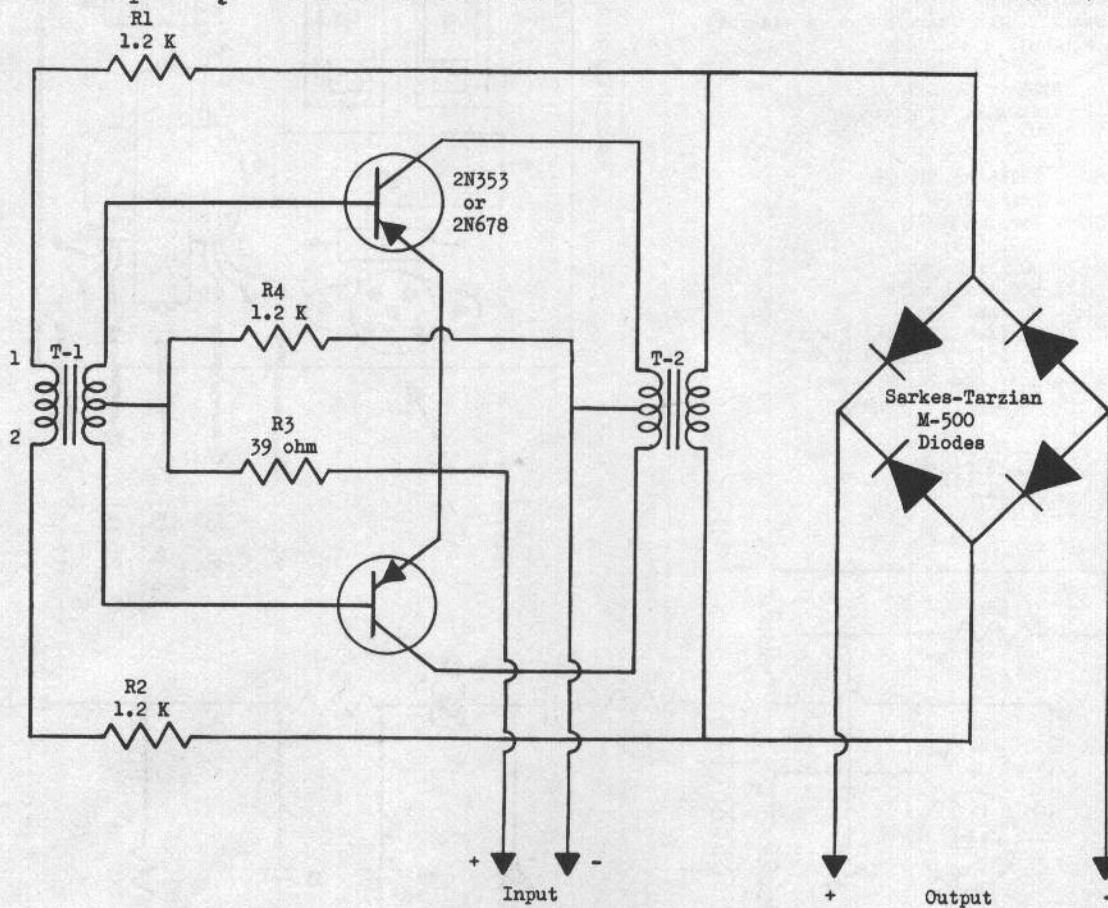 R1
1.2 K
2N353
or
2N678
R4
1.2 K
1
T-1
T-2
2
R3
39 ohm
Sarkes-Tarzian
M-500
Diodes
R2
1.2 K
+
-
Input
+
Output
-